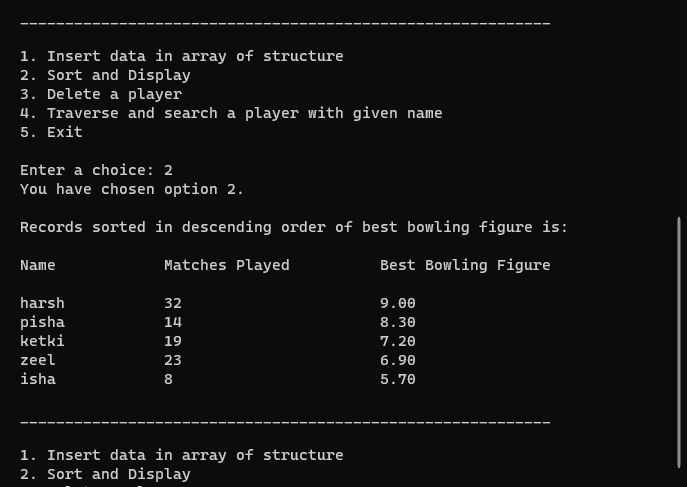 ___________________________________________________________
1. Insert data in array of structure
2. Sort and Display
3. Delete a player
4. Traverse and search a player with given name
5. Exit
Enter a choice: 2
You have chosen option 2.
Records sorted in descending order of best bowling figure is:
Name Matches Played Best Bowling Figure
harsh 32 9.00
pisha 14 8.30
ketki 19 7.20
zeel 23 6.90
isha 8 5.70
___________________________________________________________
1. Insert data in array of structure
2. Sort and Display